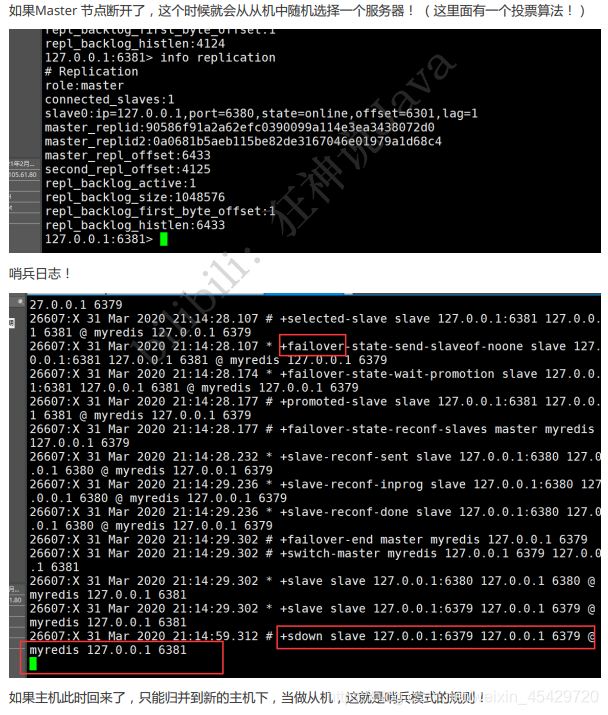 如果Master 节点断开了，这个时候就会从从机中随机选择一个服务器！（这里面有一个投票算法！）
repl_backlog_first_byte_offset:1
repl_backlog_histlen:4124
127.0.0.1:6381> info replication
# Replication
role:master
connected_slaves:1
slave0:ip=127.0.0.1,port=6380,state=online,offset=6301,lag=1
master_replid:90586f91a2a62efc0390099a114e3ea3438072d0
master_replid2:0a0681b5aeb115be82de3167046e01979a1d68c4
master_repl_offset:6433
second_repl_offset:4125
repl_backlog_active:1
repl_backlog_size:1048576
repl_backlog_first_byte_offset:1
repl_backlog_histlen:6433
127.0.0.1:6381>
1年2月...
105.61.80
bilibili：狂神说Java
哨兵日志！
27.0.0.1 6379
26607:X 31 Mar 2020 21:14:28.107 # +selected-slave slave 127.0.0.1:6381 127.0.0.
1 6381 @ myredis 127.0.0.1 6379
26607:X 31 Mar 2020 21:14:28.107 * +failover-state-send-slaveof-noone slave 127.
0.0.1:6381 127.0.0.1 6381 @ myredis 127.0.0.1 6379
26607:X 31 Mar 2020 21:14:28.174 * +failover-state-wait-promotion slave 127.0.0.
1:6381 127.0.0.1 6381 @ myredis 127.0.0.1 6379
26607:X 31 Mar 2020 21:14:28.177 # +promoted-slave slave 127.0.0.1:6381 127.0.0.
1 6381 @ myredis 127.0.0.1 6379
26607:X 31 Mar 2020 21:14:28.177 # +failover-state-reconf-slaves master myredis
127.0.0.1 6379
26607:X 31 Mar 2020 21:14:28.232 * +slave-reconf-sent slave 127.0.0.1:6380 127.0
.0.1 6380 @ myredis 127.0.0.1 6379
26607:X 31 Mar 2020 21:14:29.236 * +slave-reconf-inprog slave 127.0.0.1:6380 127
.0.0.1 6380 @ myredis 127.0.0.1 6379
26607:X 31 Mar 2020 21:14:29.236 * +slave-reconf-done slave 127.0.0.1:6380 127.0
.0.1 6380 @ myredis 127.0.0.1 6379
26607:X 31 Mar 2020 21:14:29.302 # +failover-end master myredis 127.0.0.1 6379
26607:X 31 Mar 2020 21:14:29.302 # +switch-master myredis 127.0.0.1 6379 127.0.0
.1 6381
26607:X 31 Mar 2020 21:14:29.302 * +slave slave 127.0.0.1:6380 127.0.0.1 6380 @
myredis 127.0.0.1 6381
26607:X 31 Mar 2020 21:14:29.302 * +slave slave 127.0.0.1:6379 127.0.0.1 6379 @
myredis 127.0.0.1 6381
26607:X 31 Mar 2020 21:14:59.312 # +sdown slave 127.0.0.1:6379 127.0.0.1 6379 @
myredis 127.0.0.1 6381
1.80
如果主机此时回来了，只能归并到新的主机下，当做从机，这就是哨兵模式的规则！
weixin_45429720